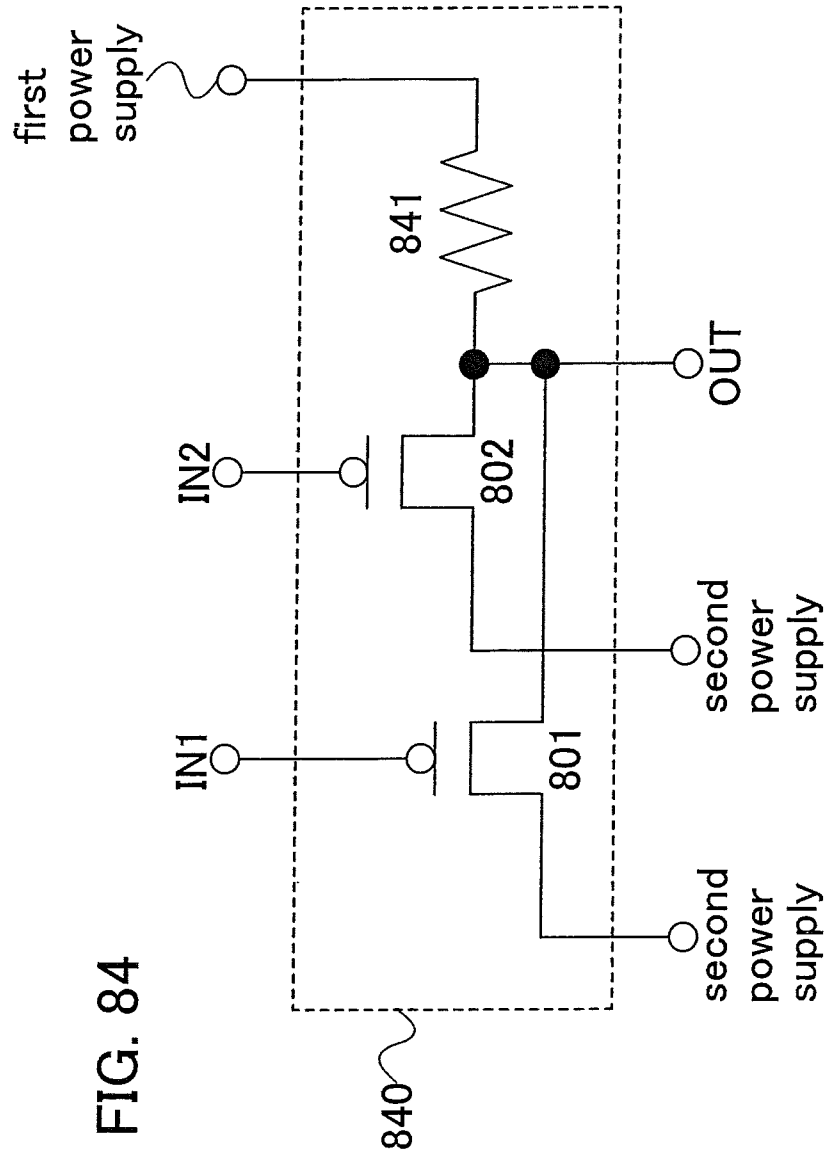 FIG. 84
840
IN1
IN2
first
power
supply
841
802
801
second
power
supply
second
power
supply
OUT